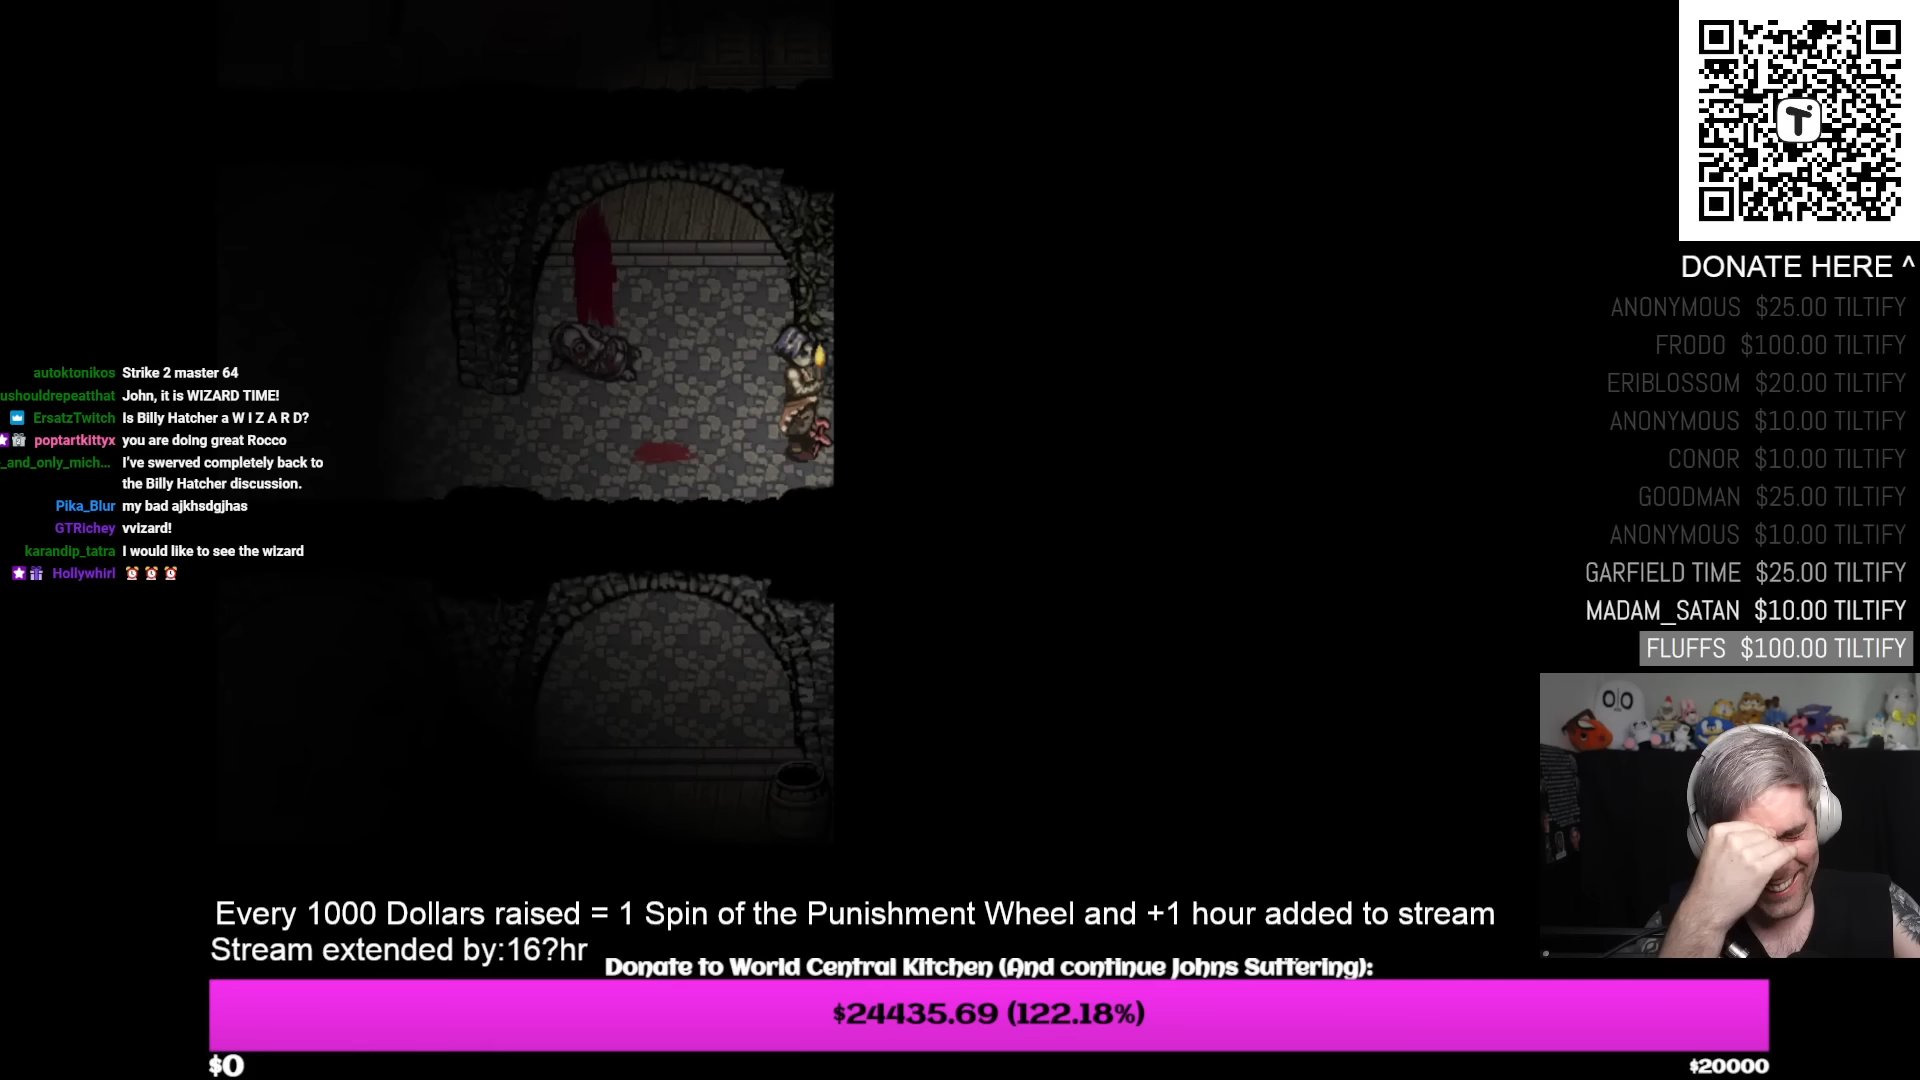 DONATE HERE ^
ANONYMOUS $25.00 TILTIFY
FRODO $100.00 TILTIFY
ERIBLOSSOM $20.00 TILTIFY
ANONYMOUS $10.00 TILTIFY
CONOR $10.00 TILTIFY
GOODMAN $25.00 TILTIFY
ANONYMOUS $10.00 TILTIFY
GARFIELD TIME $25.00 TILTIFY
MADAM_SATAN $10.00 TILTIFY
FLUFFS $100.00 TILTIFY
autoktonikos Strike 2 master 64
ushouldrepeatthat John, it is WIZARD TIME!
ErsatzTwitch Is Billy Hatcher a W I Z A R D?
poptartkittyx you are doing great Rocco
_and_only_mich... I've swerved completely back to
the Billy Hatcher discussion.
Pika_Blur my bad ajkhsdgjhas
GTRichey vvizard!
karandip_tatra I would like to see the wizard
Hollywhirl ⏰ ⏰ ⏰
Every 1000 Dollars raised = 1 Spin of the Punishment Wheel and +1 hour added to stream
Stream extended by:16?hr
Donate to World Central Kitchen (And continue Johns Suffering):
$24435.69 (122.18%)
$0
$20000